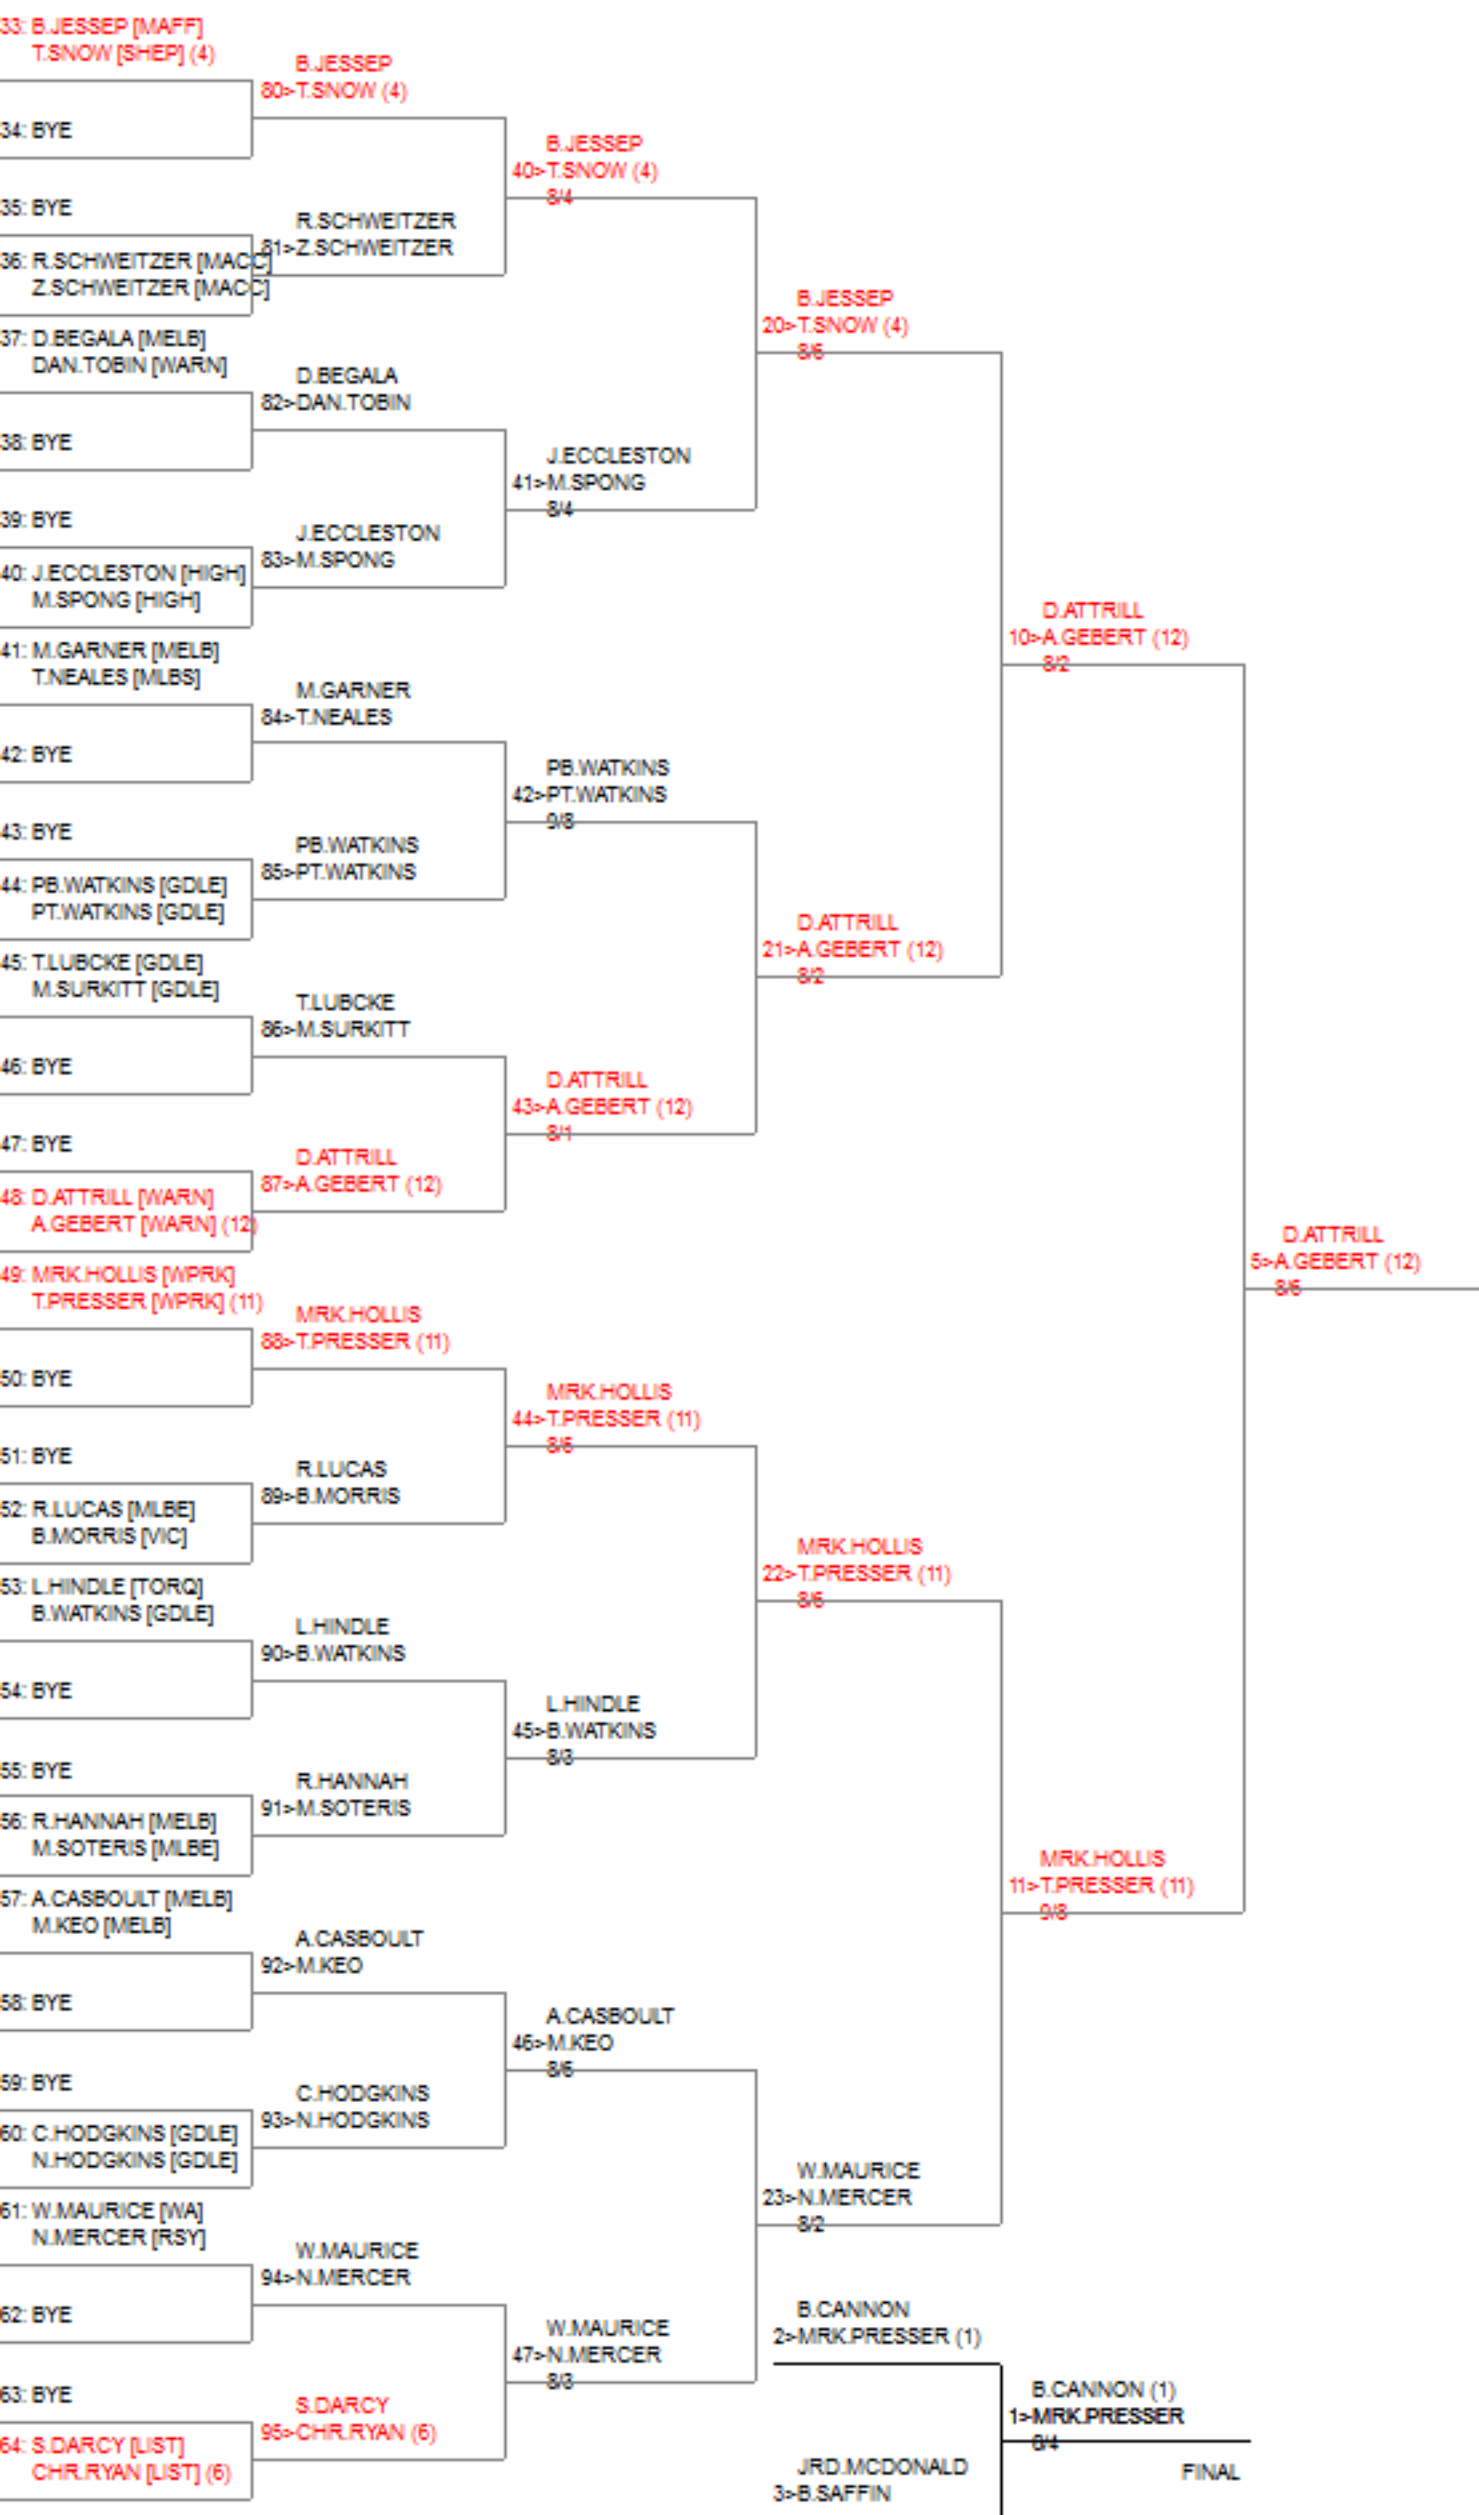 33: B.JESSEP [MAFF]
T.SNOW [SHEP] (4)
34: BYE
35: BYE
36: R.SCHWEITZER [MACC]
Z.SCHWEITZER [MACC]
37: D.BEGALA [MELB]
DAN.TOBIN [WARN]
38: BYE
39: BYE
40: J.ECCLESTON [HIGH]
M.SPONG [HIGH]
41: M.GARNER [MELB]
T.NEALES [MLBS]
42: BYE
43: BYE
44: PB.WATKINS [GDLE]
PT.WATKINS [GDLE]
45: T.LUBCKE [GDLE]
M.SURKITT [GDLE]
46: BYE
47: BYE
48: D.ATTRILL [WARN]
A.GEBERT [WARN] (12)
49: MRK.HOLLIS [WPRK]
T.PRESSER [WPRK] (11)
50: BYE
51: BYE
52: R.LUCAS [MLBE]
B.MORRIS [VIC]
53: L.HINDLE [TORQ]
B.WATKINS [GDLE]
54: BYE
55: BYE
56: R.HANNAH [MELB]
M.SOTERIS [MLBE]
57: A.CASBOULT [MELB]
M.KEO [MELB]
58: BYE
59: BYE
60: C.HODGKINS [GDLE]
N.HODGKINS [GDLE]
61: W.MAURICE [WA]
N.MERCER [RSY]
62: BYE
63: BYE
64: S.DARCY [LIST]
CHR.RYAN [LIST] (6)
B.JESSEP
80>T.SNOW (4)
R.SCHWEITZER
81>Z.SCHWEITZER
D.BEGALA
82>DAN.TOBIN
J.ECCLESTON
83>M.SPONG
M.GARNER
84>T.NEALES
PB.WATKINS
85>PT.WATKINS
T.LUBCKE
86>M.SURKITT
D.ATTRILL
87>A.GEBERT (12)
MRK.HOLLIS
88>T.PRESSER (11)
R.LUCAS
89>B.MORRIS
L.HINDLE
90>B.WATKINS
R.HANNAH
91>M.SOTERIS
A.CASBOULT
92>M.KEO
C.HODGKINS
93>N.HODGKINS
W.MAURICE
94>N.MERCER
S.DARCY
95>CHR.RYAN (6)
B.JESSEP
40>T.SNOW (4)
8/4
J.ECCLESTON
41>M.SPONG
8/4
PB.WATKINS
42>PT.WATKINS
9/8
D.ATTRILL
43>A.GEBERT (12)
8/1
MRK.HOLLIS
44>T.PRESSER (11)
L.HINDLE
45>B.WATKINS
8/3
A.CASBOULT
46>M.KEO
W.MAURICE
47>N.MERCER
8/3
B.JESSEP
20>T.SNOW (4)
D.ATTRILL
21>A.GEBERT (12)
8/2
MRK.HOLLIS
22>T.PRESSER (11)
W.MAURICE
23>N.MERCER
8/2
D.ATTRILL
10>A.GEBERT (12)
8/2
MRK.HOLLIS
11>T.PRESSER (11)
9/8
D.ATTRILL
5>A.GEBERT (12)
B.CANNON
2>MRK.PRESSER (1)
JRD.MCDONALD
3>B.SAFFIN
B.CANNON (1)
1>MRK.PRESSER
FINAL